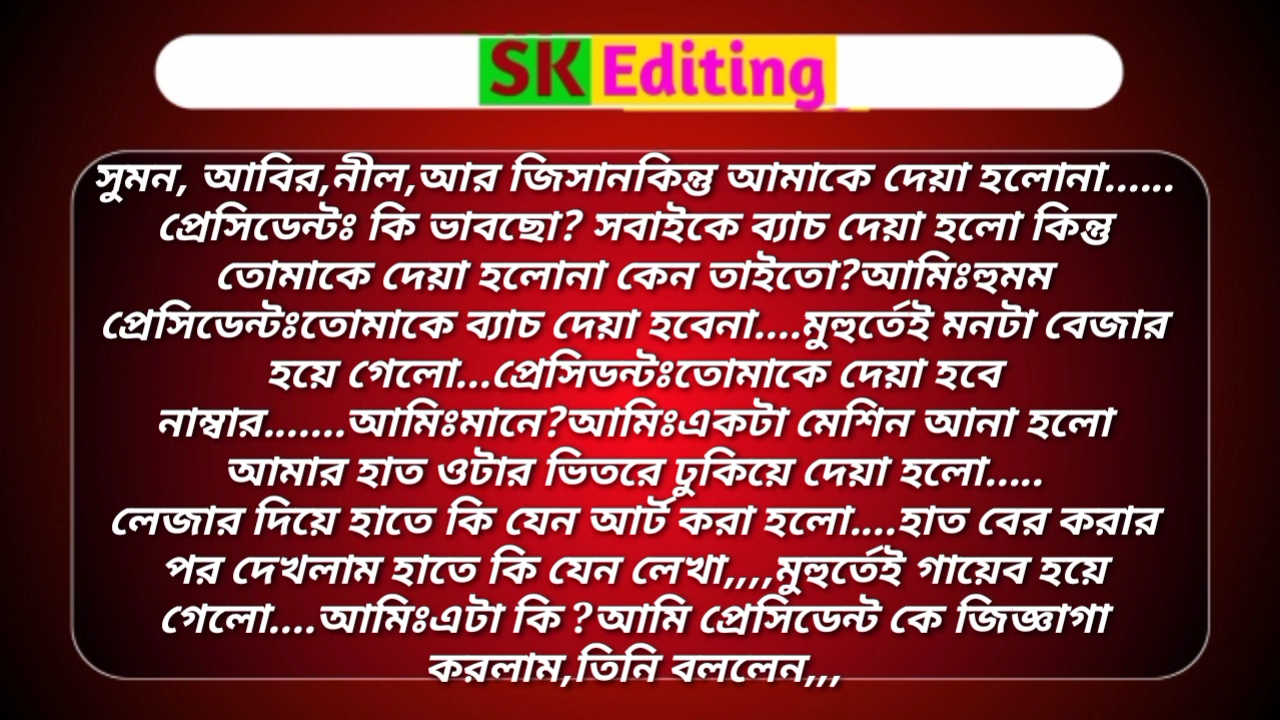 SK Editing
সুমন, আবির,নীল,আর জিসানকিন্তু আমাকে দেয়া হলোনা......
প্রেসিডেন্টঃ কি ভাবছো? সবাইকে ব্যাচ দেয়া হলো কিন্তু
তোমাকে দেয়া হলোনা কেন তাইতো?আমিঃহুমম
প্রেসিডেন্টঃতোমাকে ব্যাচ দেয়া হবেনা....মুহুর্তেই মনটা বেজার
হয়ে গেলো...প্রেসিডন্টঃতোমাকে দেয়া হবে
নাম্বার.......আমিঃমানে?আমিঃএকটা মেশিন আনা হলো
আমার হাত ওটার ভিতরে ঢুকিয়ে দেয়া হলো.....
লেজার দিয়ে হাতে কি যেন আর্ট করা হলো....হাত বের করার
পর দেখলাম হাতে কি যেন লেখা,,,,মুহুর্তেই গায়েব হয়ে
গেলো....আমিঃএটা কি ?আমি প্রেসিডেন্ট কে জিজ্ঞাগা
করলাম,তিনি বললেন,,,